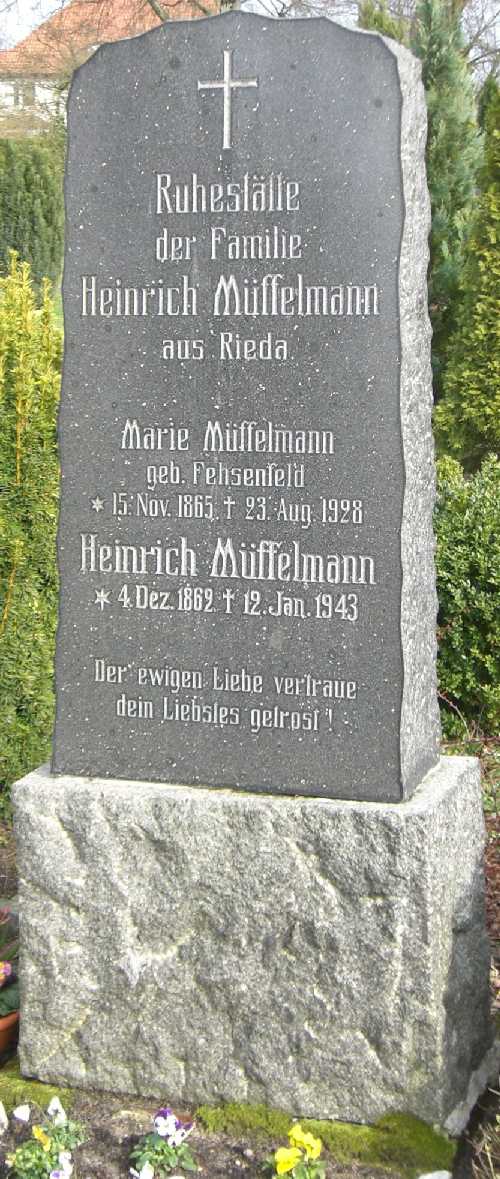 Ruhestätte
der Familie
Heinrich Müffelmann
aus Rieda.
Marie Müffelmann
geb. Fehsenfeld
* 15. Nov. 1865. † 23. Aug. 1928
Heinrich Müffelmann
* 4. Dez. 1862. † 12. Jan. 1943
Der ewigen Liebe vertraue
dein Liebstes getrost!